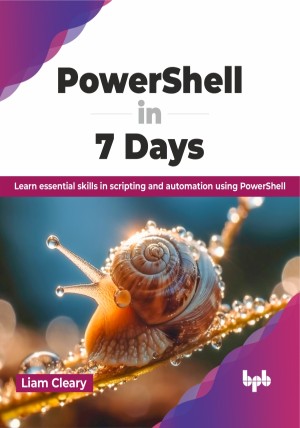 PowerShell
in
7 Days
Learn essential skills in scripting and automation using PowerShell
Liam Cleary
bpb